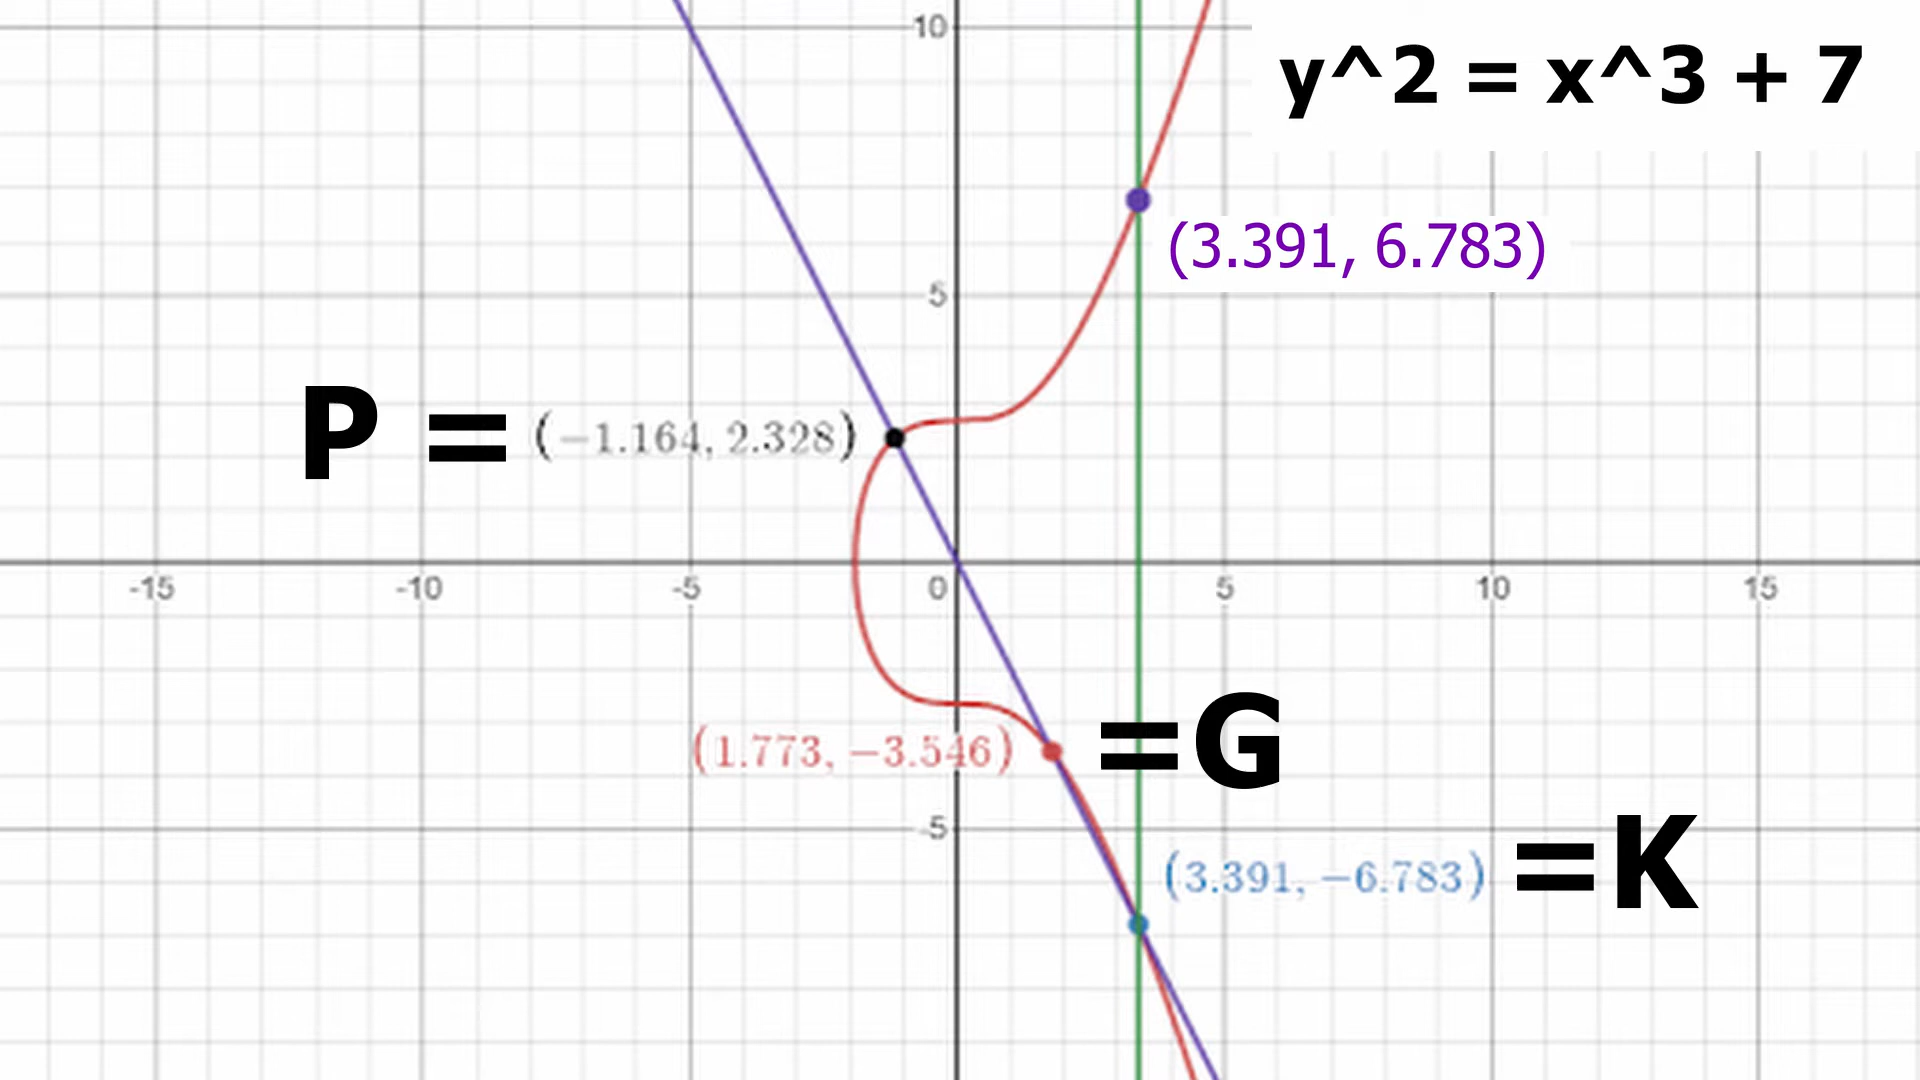 10
y^2 = x^3 + 7
(3.391, 6.783)
5
P = (−1.164, 2.328)
-15 -10 -5 0 5 10 15
(1.773, −3.546) =G
-5
(3.391, −6.783) =K